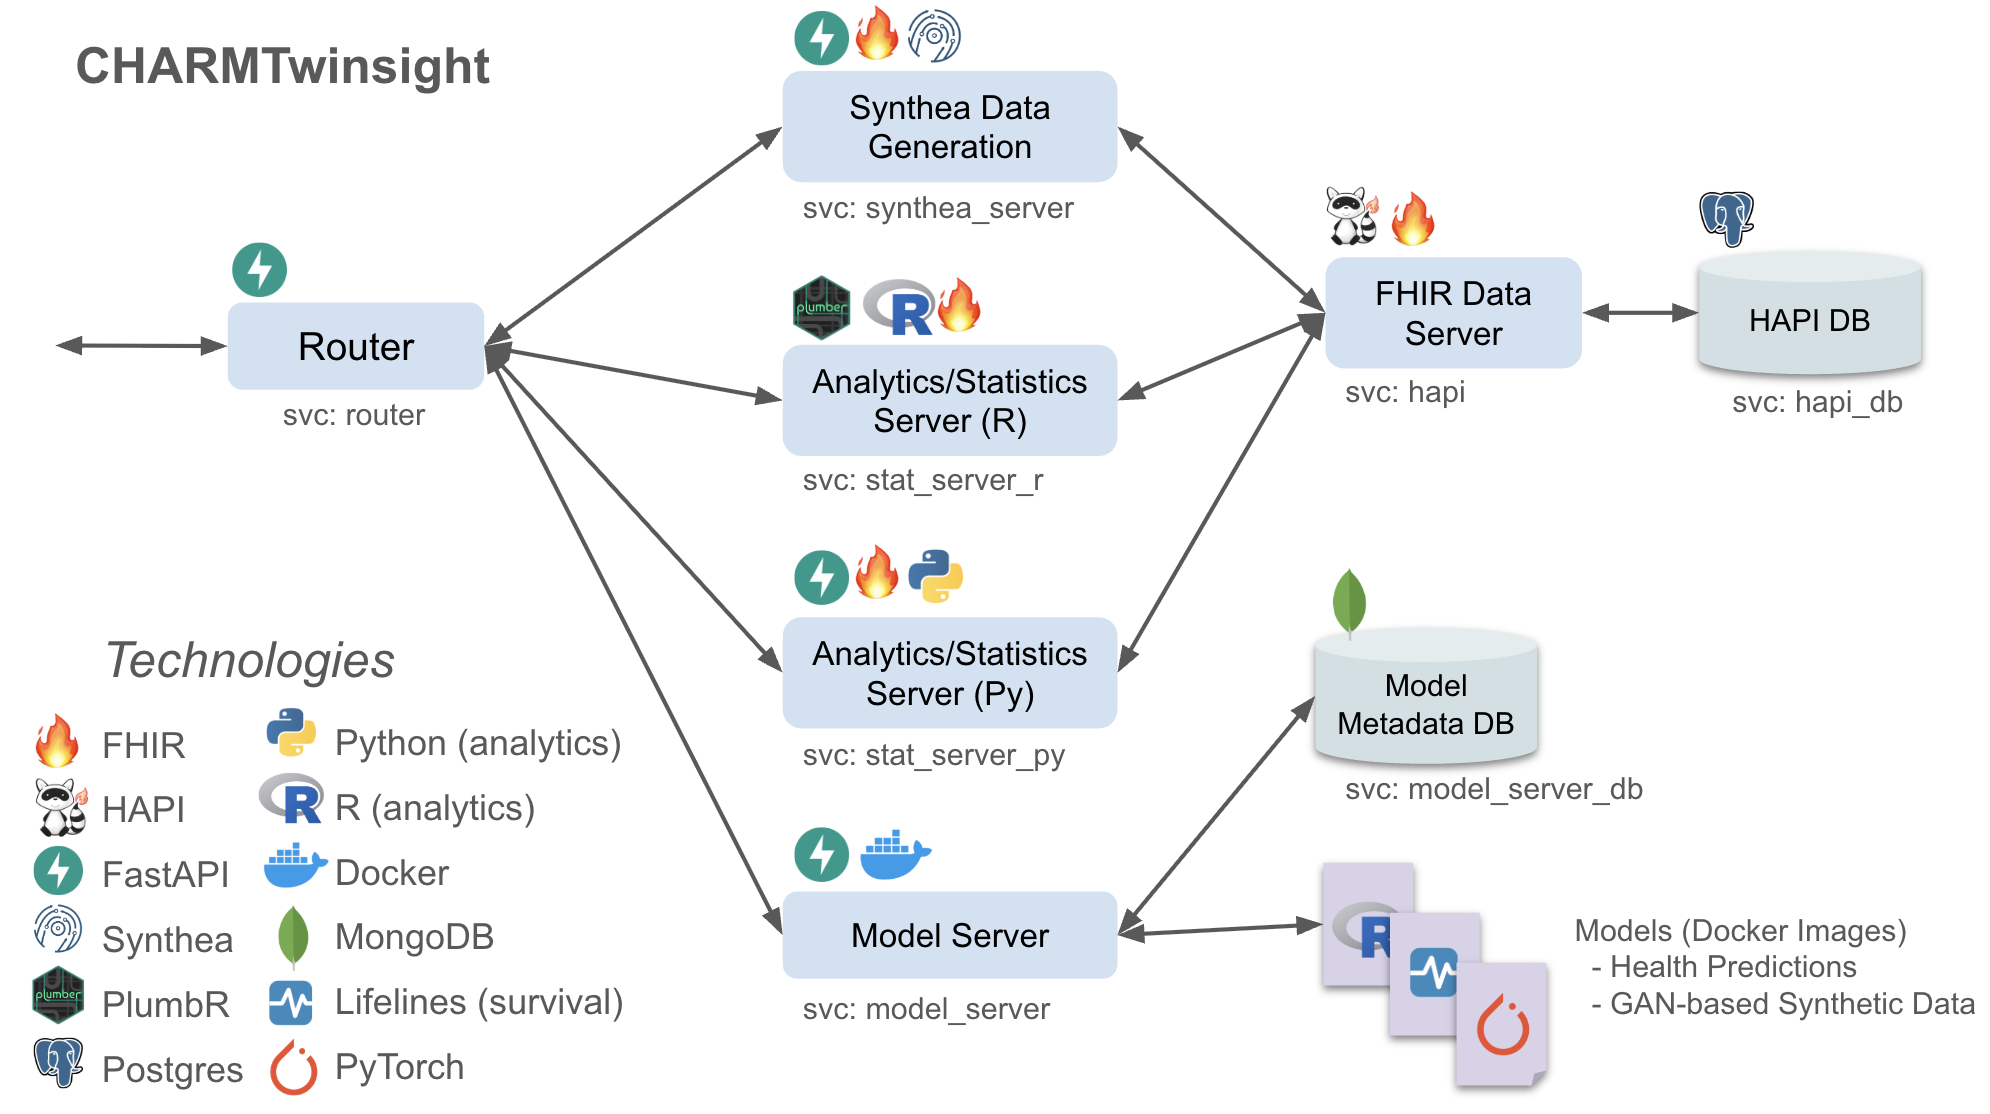 CHARMTwinsight
Synthea Data
Generation
svc: synthea_server
Router
svc: router
plumber
R
Analytics/Statistics
Server (R)
svc: stat_server_r
FHIR Data
Server
svc: hapi
HAPI DB
svc: hapi_db
Analytics/Statistics
Server (Py)
svc: stat_server_py
Model
Metadata DB
svc: model_server_db
Model Server
svc: model_server
R
Models (Docker Images)
- Health Predictions
- GAN-based Synthetic Data
Technologies
FHIR
HAPI
FastAPI
Synthea
plumber
PlumbR
Postgres
Python (analytics)
R
R (analytics)
Docker
MongoDB
Lifelines (survival)
PyTorch